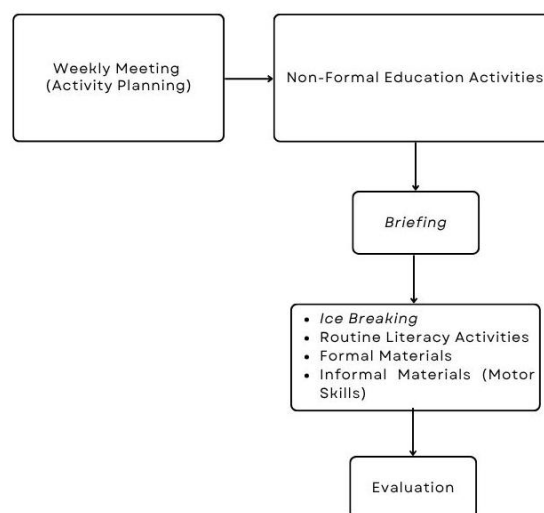 Weekly Meeting
(Activity Planning)
Non-Formal Education Activities
Briefing
• Ice Breaking
• Routine Literacy Activities
• Formal Materials
• Informal Materials (Motor
Skills)
Evaluation